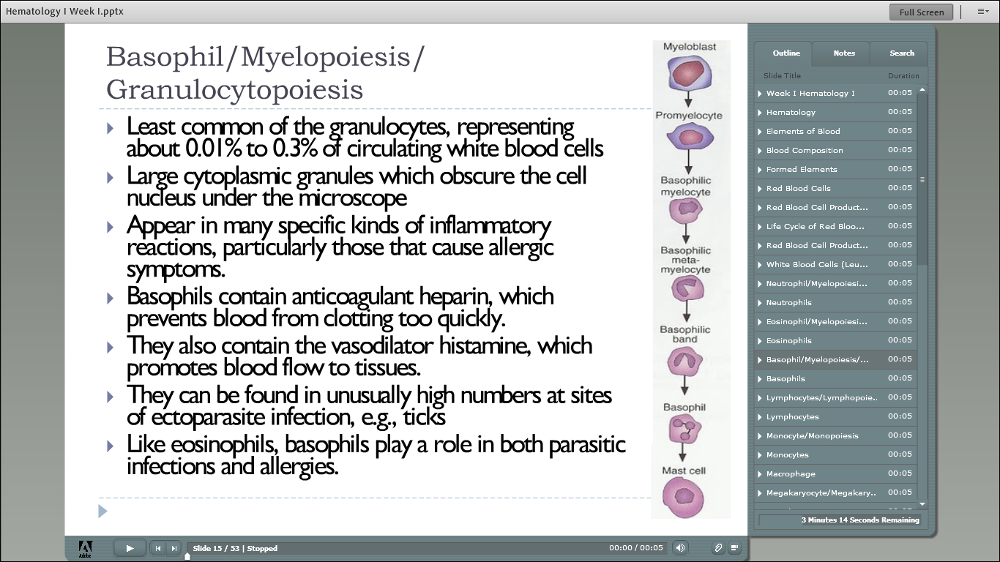 Hematology I Week I.pptx
Full Screen
Basophil/Myelopoiesis/
Granulocytopoiesis
Least common of the granulocytes, representing
about 0.01% to 0.3% of circulating white blood cells
Large cytoplasmic granules which obscure the cell
nucleus under the microscope
Appear in many specific kinds of inflammatory
reactions, particularly those that cause allergic
symptoms.
Basophils contain anticoagulant heparin, which
prevents blood from clotting too quickly.
They also contain the vasodilator histamine, which
promotes blood flow to tissues.
They can be found in unusually high numbers at sites
of ectoparasite infection, e.g., ticks
Like eosinophils, basophils play a role in both parasitic
infections and allergies.
Myeloblast
Promyelocyte
Basophilic
myelocyte
Basophilic
meta-
myelocyte
Basophilic
band
Basophil
Mast cell
Outline Notes Search
Slide Title Duration
Week I Hematology I 00:05
Hematology 00:05
Elements of Blood 00:05
Blood Composition 00:05
Formed Elements 00:05
Red Blood Cells 00:05
Red Blood Cell Product... 00:05
Life Cycle of Red Bloo... 00:05
Red Blood Cell Product... 00:05
White Blood Cells (Leu... 00:05
Neutrophil/Myelopoiesi... 00:05
Neutrophils 00:05
Eosinophil/Myelopoiesi... 00:05
Eosinophils 00:05
Basophil/Myelopoiesis/... 00:05
Basophils 00:05
Lymphocytes/Lymphopoie.. 00:05
Lymphocytes 00:05
Monocyte/Monopoiesis 00:05
Monocytes 00:05
Macrophage 00:05
Megakaryocyte/Megakary.. 00:05
3 Minutes 14 Seconds Remaining
Adobe
Slide 15 / 53 | Stopped
00:00 / 00:05